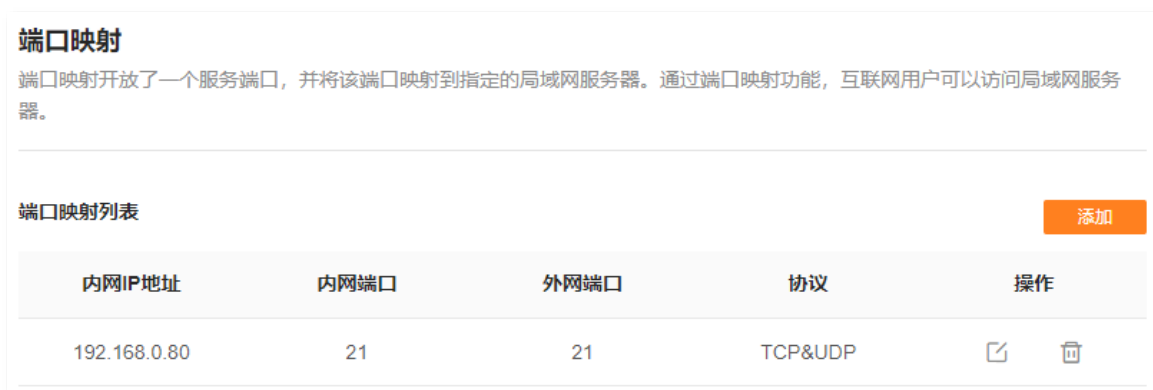 端口映射
端口映射开放了一个服务端口，并将该端口映射到指定的局域网服务器。通过端口映射功能，互联网用户可以访问局域网服务
器。
端口映射列表
添加
内网IP地址 内网端口 外网端口 协议 操作
192.168.0.80 21 21 TCP&UDP